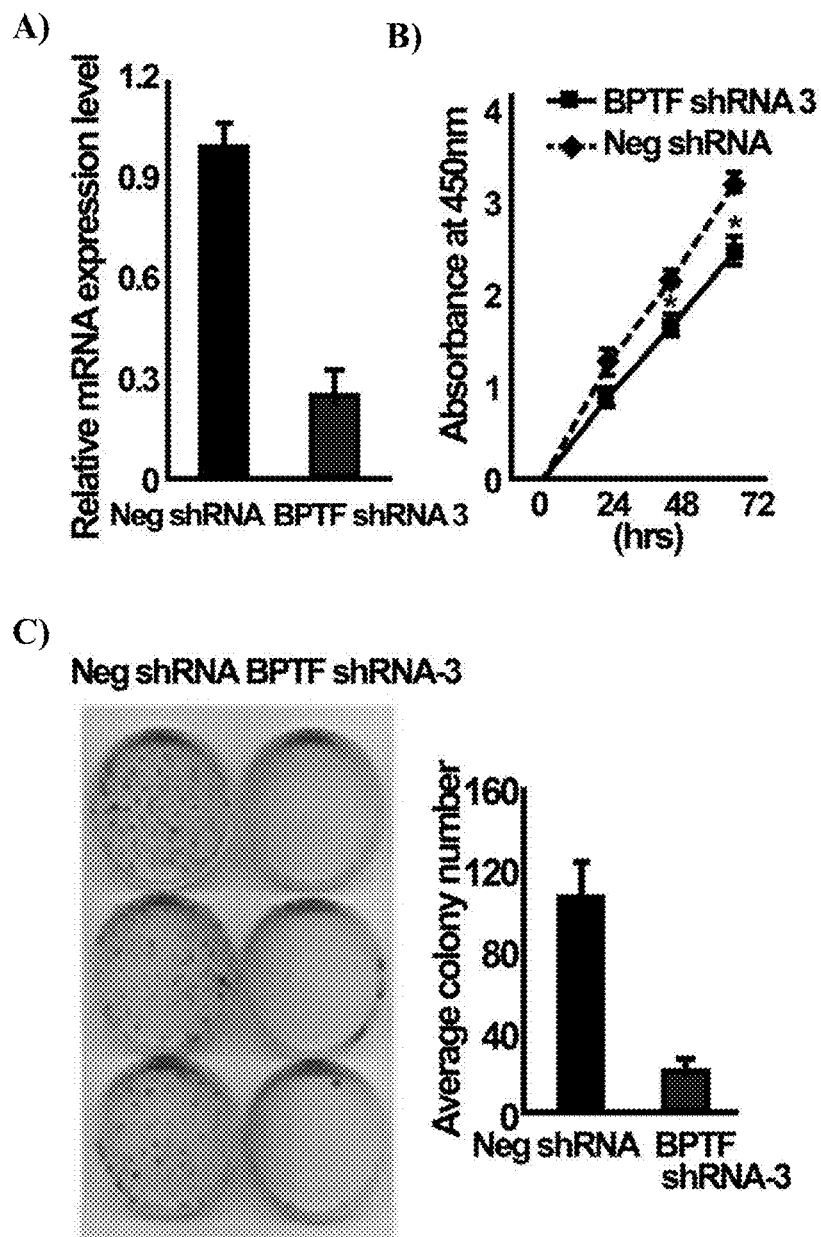 A)
Relative mRNA expression level
1.2
0.9
0.6
0.3
0
Neg shRNA BPTF shRNA 3
B)
Absorbance at 450nm
4
3
2
1
0
BPTF shRNA 3
Neg shRNA
*
*
0 24 48 72
(hrs)
C)
Neg shRNA BPTF shRNA-3
Average colony number
160
120
80
40
0
Neg shRNA BPTF
shRNA-3